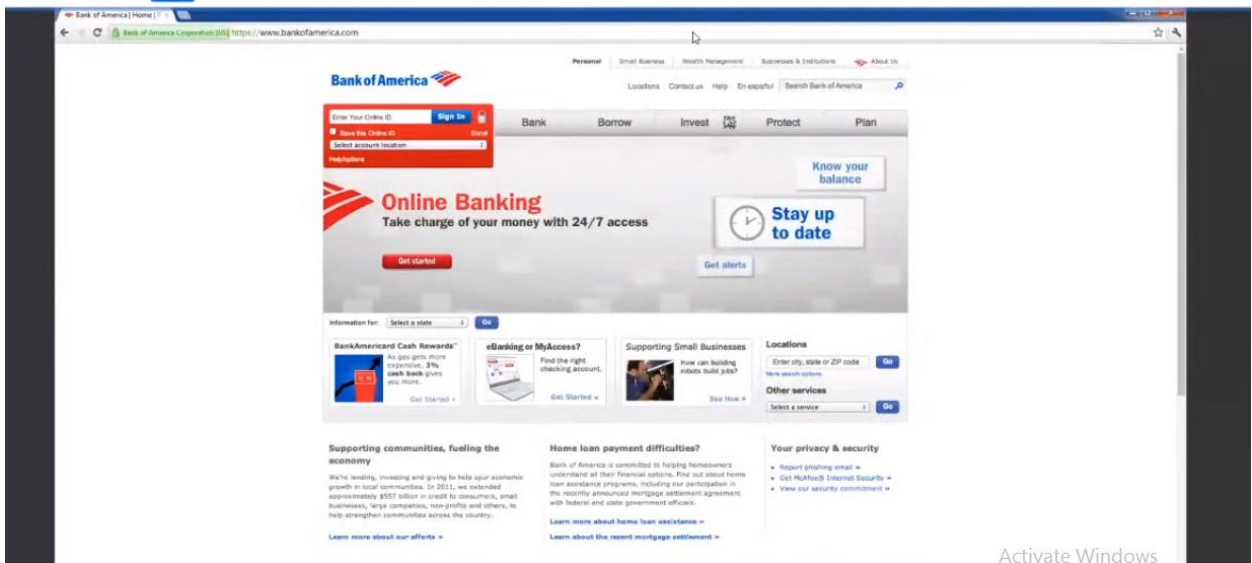 Bank of America | Home | P
Bank of America Corporation [US] https://www.bankofamerica.com
Personal Small Business Wealth Management Businesses & Institutions About Us
Bank of America
Locations Contact us Help En español Search Bank of America
Enter Your Online ID Sign In
Save this Online ID Enroll
Select account location
Help/options
Bank Borrow Invest Protect Plan
Know your
balance
Online Banking
Take charge of your money with 24/7 access
Stay up
to date
Get started
Get alerts
Information for: Select a state Go
BankAmericard Cash Rewards™
As gas gets more
expensive, 3%
cash back gives
you more.
Get Started »
eBanking or MyAccess?
Find the right
checking account.
Get Started »
Supporting Small Businesses
How can building
robots build jobs?
See How »
Locations
Enter city, state or ZIP code Go
More search options
Other services
Select a service Go
Supporting communities, fueling the
economy
We're lending, investing and giving to help spur economic
growth in local communities. In 2011, we extended
approximately $557 billion in credit to consumers, small
businesses, large companies, non-profits and others, to
help strengthen communities across the country.
Learn more about our efforts »
Home loan payment difficulties?
Bank of America is committed to helping homeowners
understand all their financial options. Find out about home
loan assistance programs, including our participation in
the recently announced mortgage settlement agreement
with federal and state government officials.
Learn more about home loan assistance »
Learn about the recent mortgage settlement »
Your privacy & security
Report phishing email »
Get McAfee® Internet Security »
View our security commitment »
Activate Windows